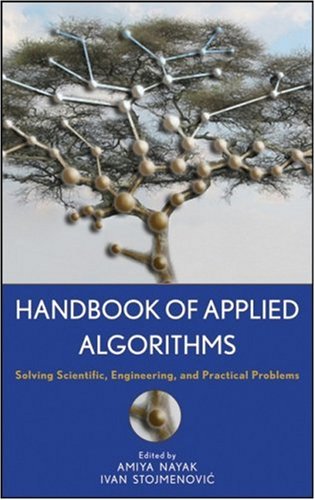 HANDBOOK OF APPLIED
ALGORITHMS
Solving Scientific, Engineering, and Practical Problems
Edited by
AMIYA NAYAK
IVAN STOJMENOVIĆ